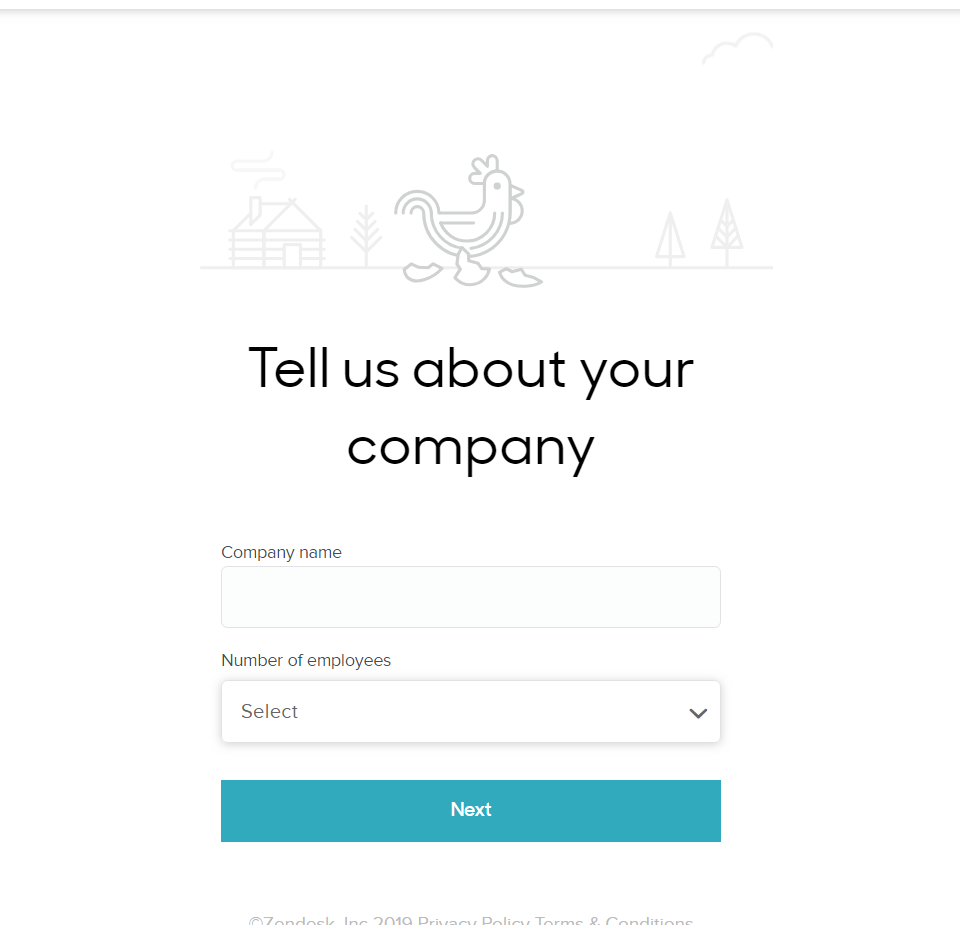 Tell us about your
company
Company name
Number of employees
Select
Next
©Zendesk, Inc 2019 Privacy Policy Terms & Conditions